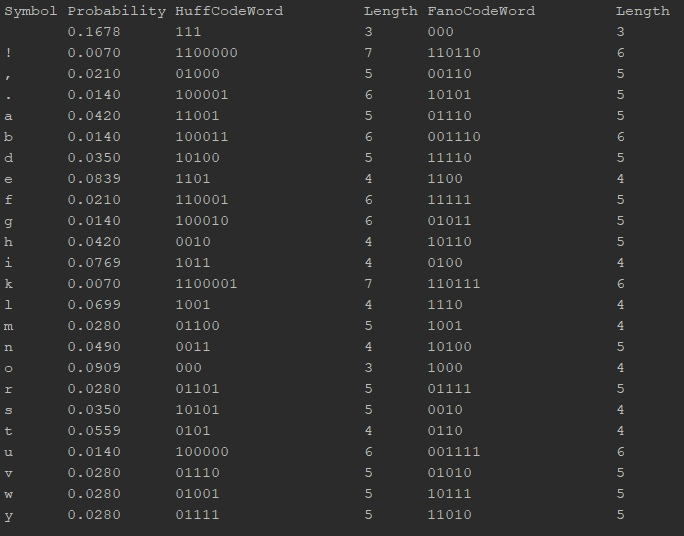 Symbol Probability HuffCodeWord Length FanoCodeWord Length
0.1678 111 3 000 3
! 0.0070 1100000 7 110110 6
, 0.0210 01000 5 00110 5
. 0.0140 100001 6 10101 5
a 0.0420 11001 5 01110 5
b 0.0140 100011 6 001110 6
d 0.0350 10100 5 11110 5
e 0.0839 1101 4 1100 4
f 0.0210 110001 6 11111 5
g 0.0140 100010 6 01011 5
h 0.0420 0010 4 10110 5
i 0.0769 1011 4 0100 4
k 0.0070 1100001 7 110111 6
l 0.0699 1001 4 1110 4
m 0.0280 01100 5 1001 4
n 0.0490 0011 4 10100 5
o 0.0909 000 3 1000 4
r 0.0280 01101 5 01111 5
s 0.0350 10101 5 0010 4
t 0.0559 0101 4 0110 4
u 0.0140 100000 6 001111 6
v 0.0280 01110 5 01010 5
w 0.0280 01001 5 10111 5
y 0.0280 01111 5 11010 5